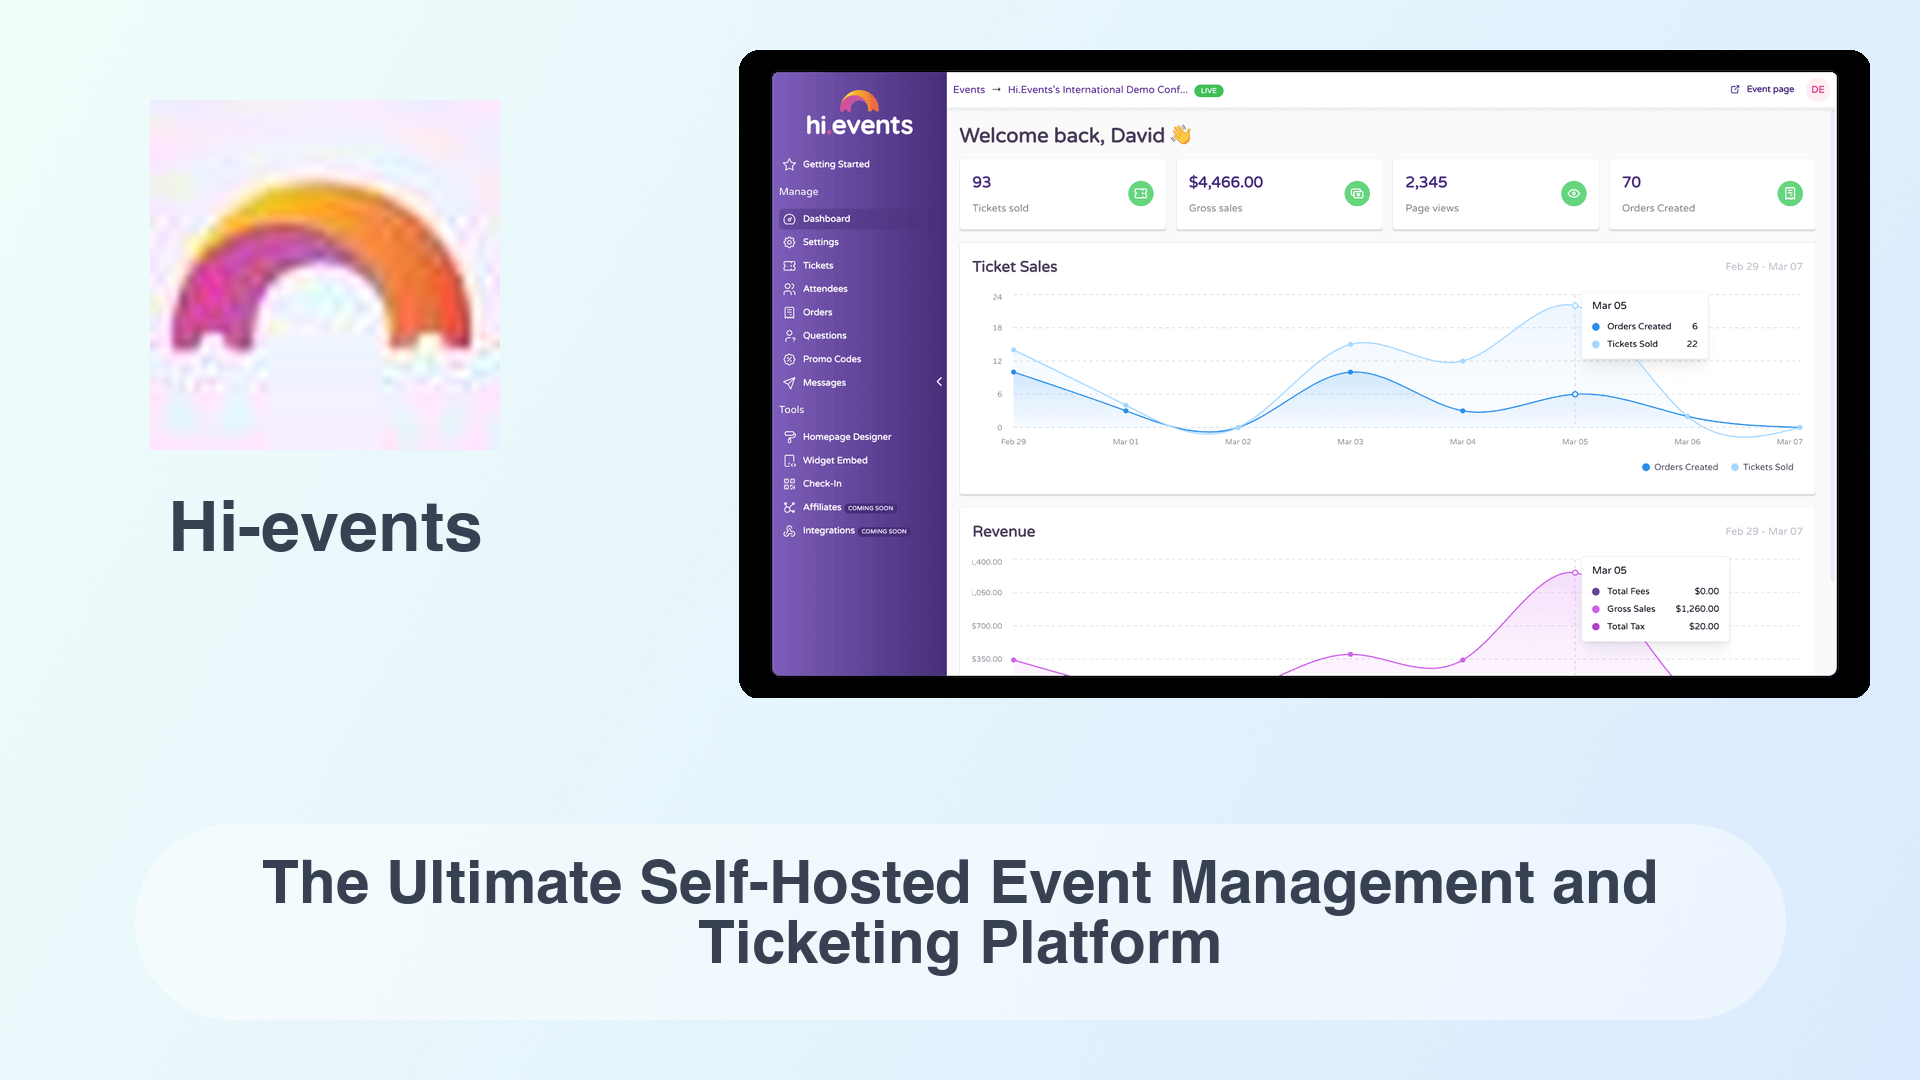 Hi-events
hi.events
Getting Started
Manage
Dashboard
Settings
Tickets
Attendees
Orders
Questions
Promo Codes
Messages
Tools
Homepage Designer
Widget Embed
Check-In
Affiliates COMING SOON
Integrations COMING SOON
Events → Hi.Events's International Demo Conf... LIVE
Event page DE
Welcome back, David 👋
93
Tickets sold
$4,466.00
Gross sales
2,345
Page views
70
Orders Created
Ticket Sales
Feb 29 - Mar 07
24
18
12
6
0
Feb 29 Mar 01 Mar 02 Mar 03 Mar 04 Mar 05 Mar 06 Mar 07
Mar 05
Orders Created 6
Tickets Sold 22
Orders Created Tickets Sold
Revenue
Feb 29 - Mar 07
,400.00
,050.00
$700.00
$350.00
Mar 05
Total Fees $0.00
Gross Sales $1,260.00
Total Tax $20.00
The Ultimate Self-Hosted Event Management and
Ticketing Platform